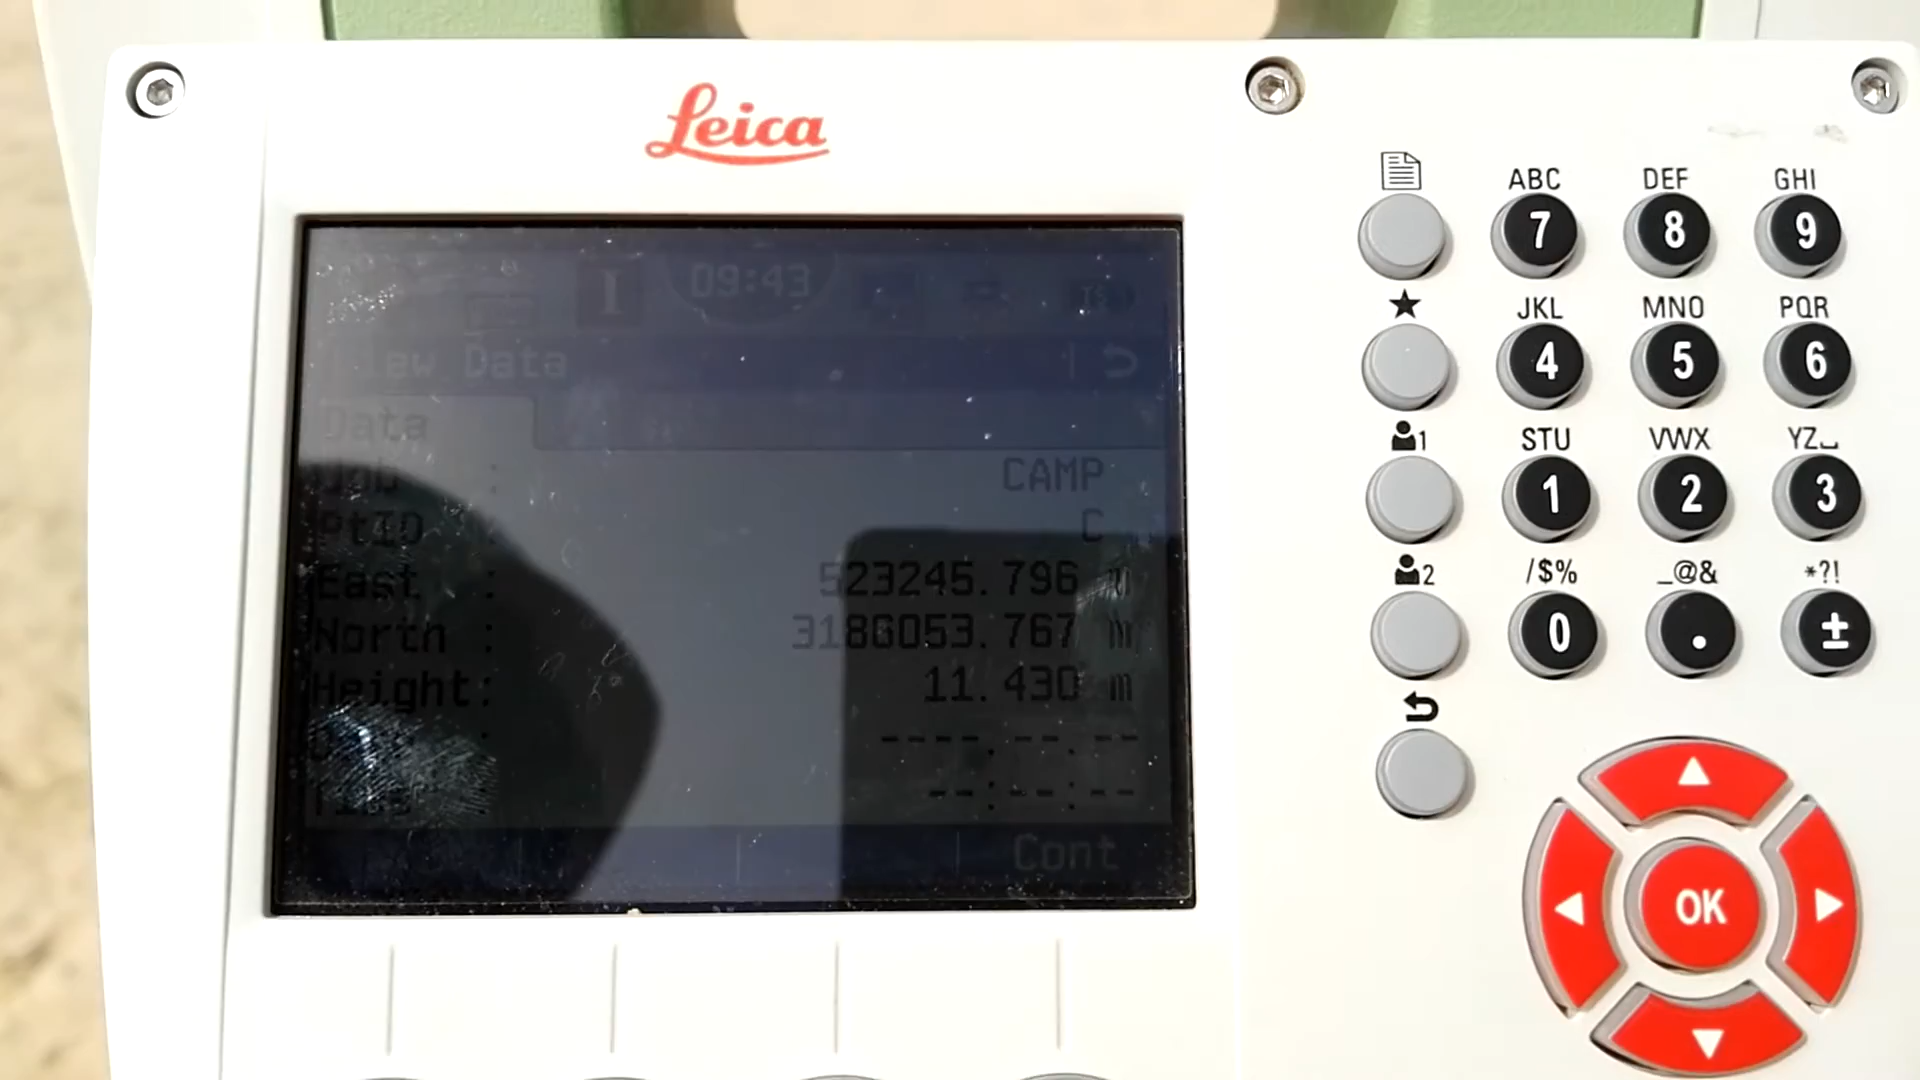 Leica
I 09:43
View Data
Data
Job : CAMP
PtID : C
East : 523245.796 m
North : 3186053.767 m
Height: 11.430 m
: ----.--.--
: --:--:--
Cont
ABC DEF GHI
7 8 9
JKL MNO PQR
4 5 6
1 STU VWX YZ
1 2 3
2 /$% _@& *?!
0 . ±
OK